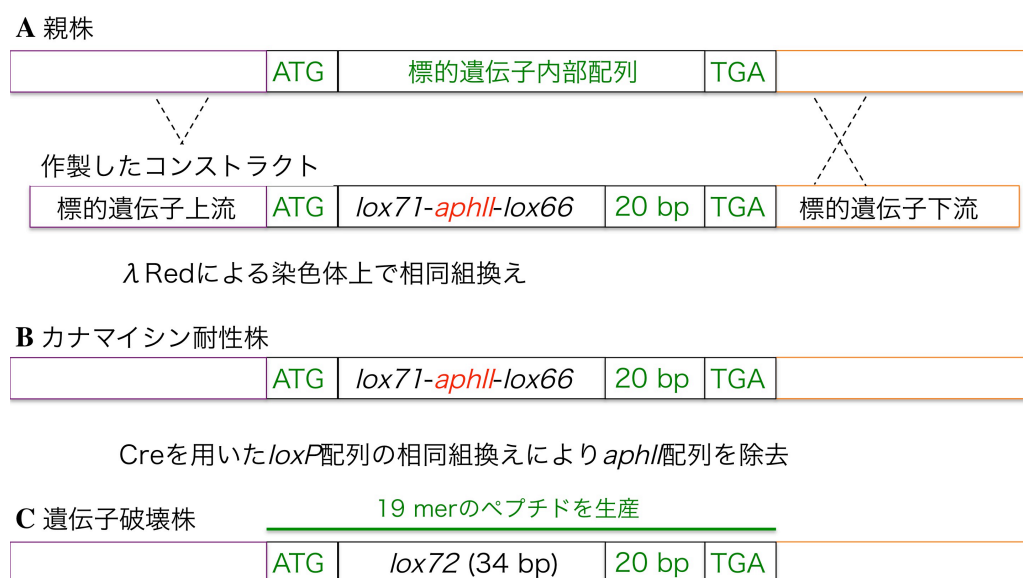 A 親株
ATG 標的遺伝子内部配列 TGA
作製したコンストラクト
標的遺伝子上流 ATG lox71-aphII-lox66 20 bp TGA 標的遺伝子下流
λRedによる染色体上で相同組換え
B カナマイシン耐性株
ATG lox71-aphII-lox66 20 bp TGA
Creを用いたloxP配列の相同組換えによりaphII配列を除去
19 merのペプチドを生産
C 遺伝子破壊株
ATG lox72 (34 bp) 20 bp TGA